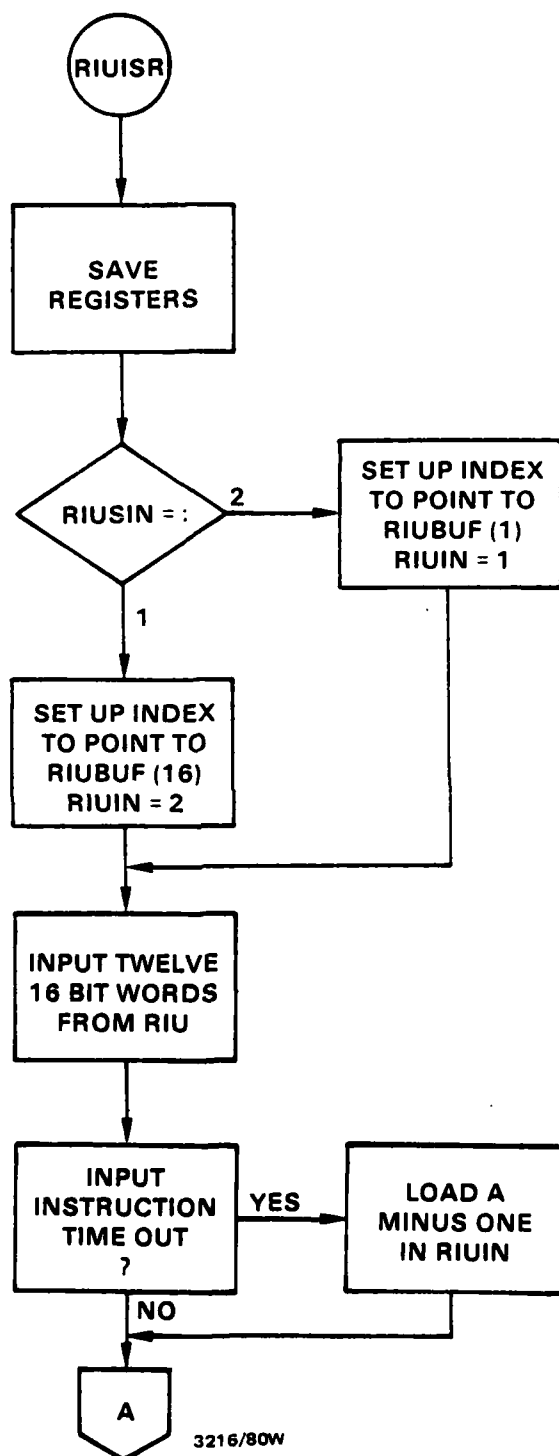 RIUISR
SAVE
REGISTERS
RIUSIN = :
2
SET UP INDEX
TO POINT TO
RIUBUF (1)
RIUIN = 1
1
SET UP INDEX
TO POINT TO
RIUBUF (16)
RIUIN = 2
INPUT TWELVE
16 BIT WORDS
FROM RIU
INPUT
INSTRUCTION
TIME OUT
?
YES
LOAD A
MINUS ONE
IN RIUIN
NO
A
3216/80W